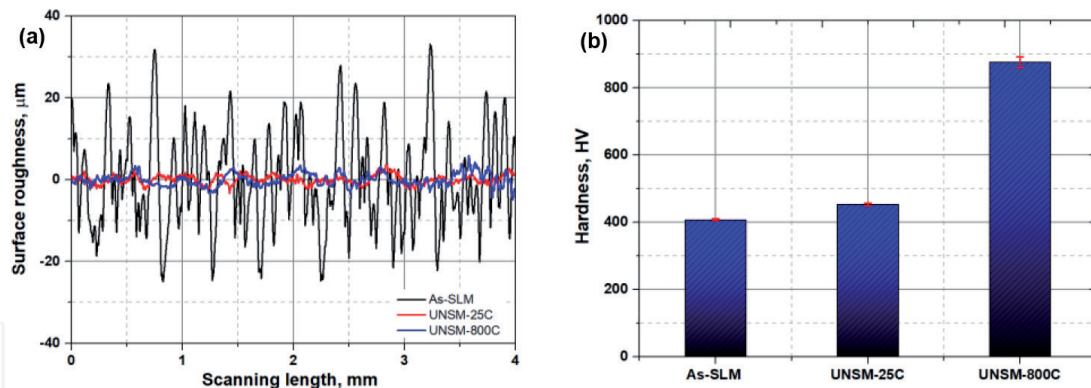 (a)
Surface roughness, μm
40
20
0
-20
-40
As-SLM
UNSM-25C
UNSM-800C
0 1 2 3 4
Scanning length, mm
(b)
Hardness, HV
1000
800
600
400
200
0
As-SLM UNSM-25C UNSM-800C